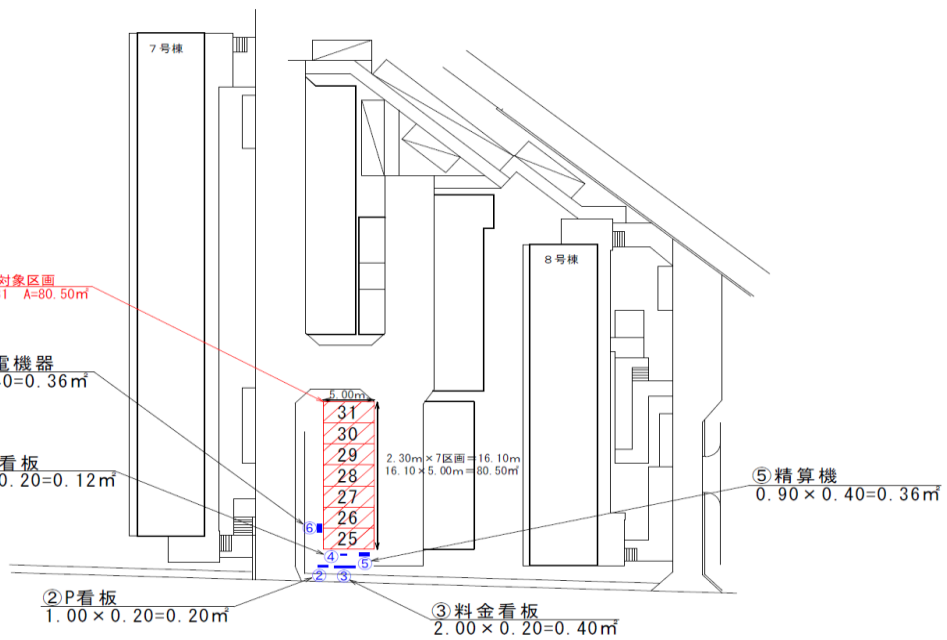 7号棟
8号棟
対象区画
A=80.50㎡
電機器
0=0.36㎡
5.00m
31
30
29
28
27
26
25
2.30m×7区画=16.10m
16.10×5.00m=80.50㎡
看板
0.20=0.12㎡
⑤精算機
0.90×0.40=0.36㎡
⑥
④
⑤
②
③
②P看板
1.00×0.20=0.20㎡
③料金看板
2.00×0.20=0.40㎡